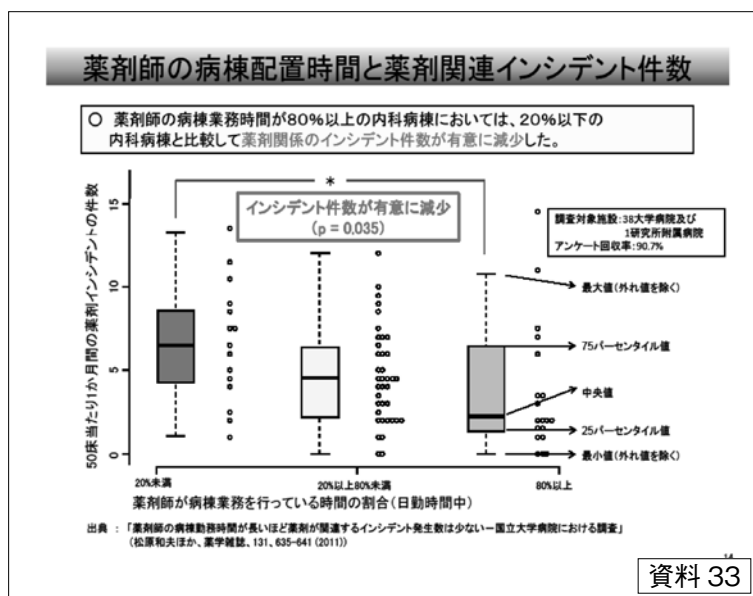 薬剤師の病棟配置時間と薬剤関連インシデント件数
○ 薬剤師の病棟業務時間が80%以上の内科病棟においては、20%以下の
内科病棟と比較して薬剤関係のインシデント件数が有意に減少した。
50床当たり1か月間の薬剤インシデントの件数
15
10
5
0
*
インシデント件数が有意に減少
(p = 0.035)
調査対象施設:38大学病院及び
1研究所附属病院
アンケート回収率:90.7%
最大値(外れ値を除く)
75パーセンタイル値
中央値
25パーセンタイル値
最小値(外れ値を除く)
20%未満
20%以上80%未満
80%以上
薬剤師が病棟業務を行っている時間の割合(日勤時間中)
出典 : 「薬剤師の病棟勤務時間が長いほど薬剤が関連するインシデント発生数は少ないー国立大学病院における調査」
(松原和夫ほか、薬学雑誌、131、635-641 (2011))
資料 33